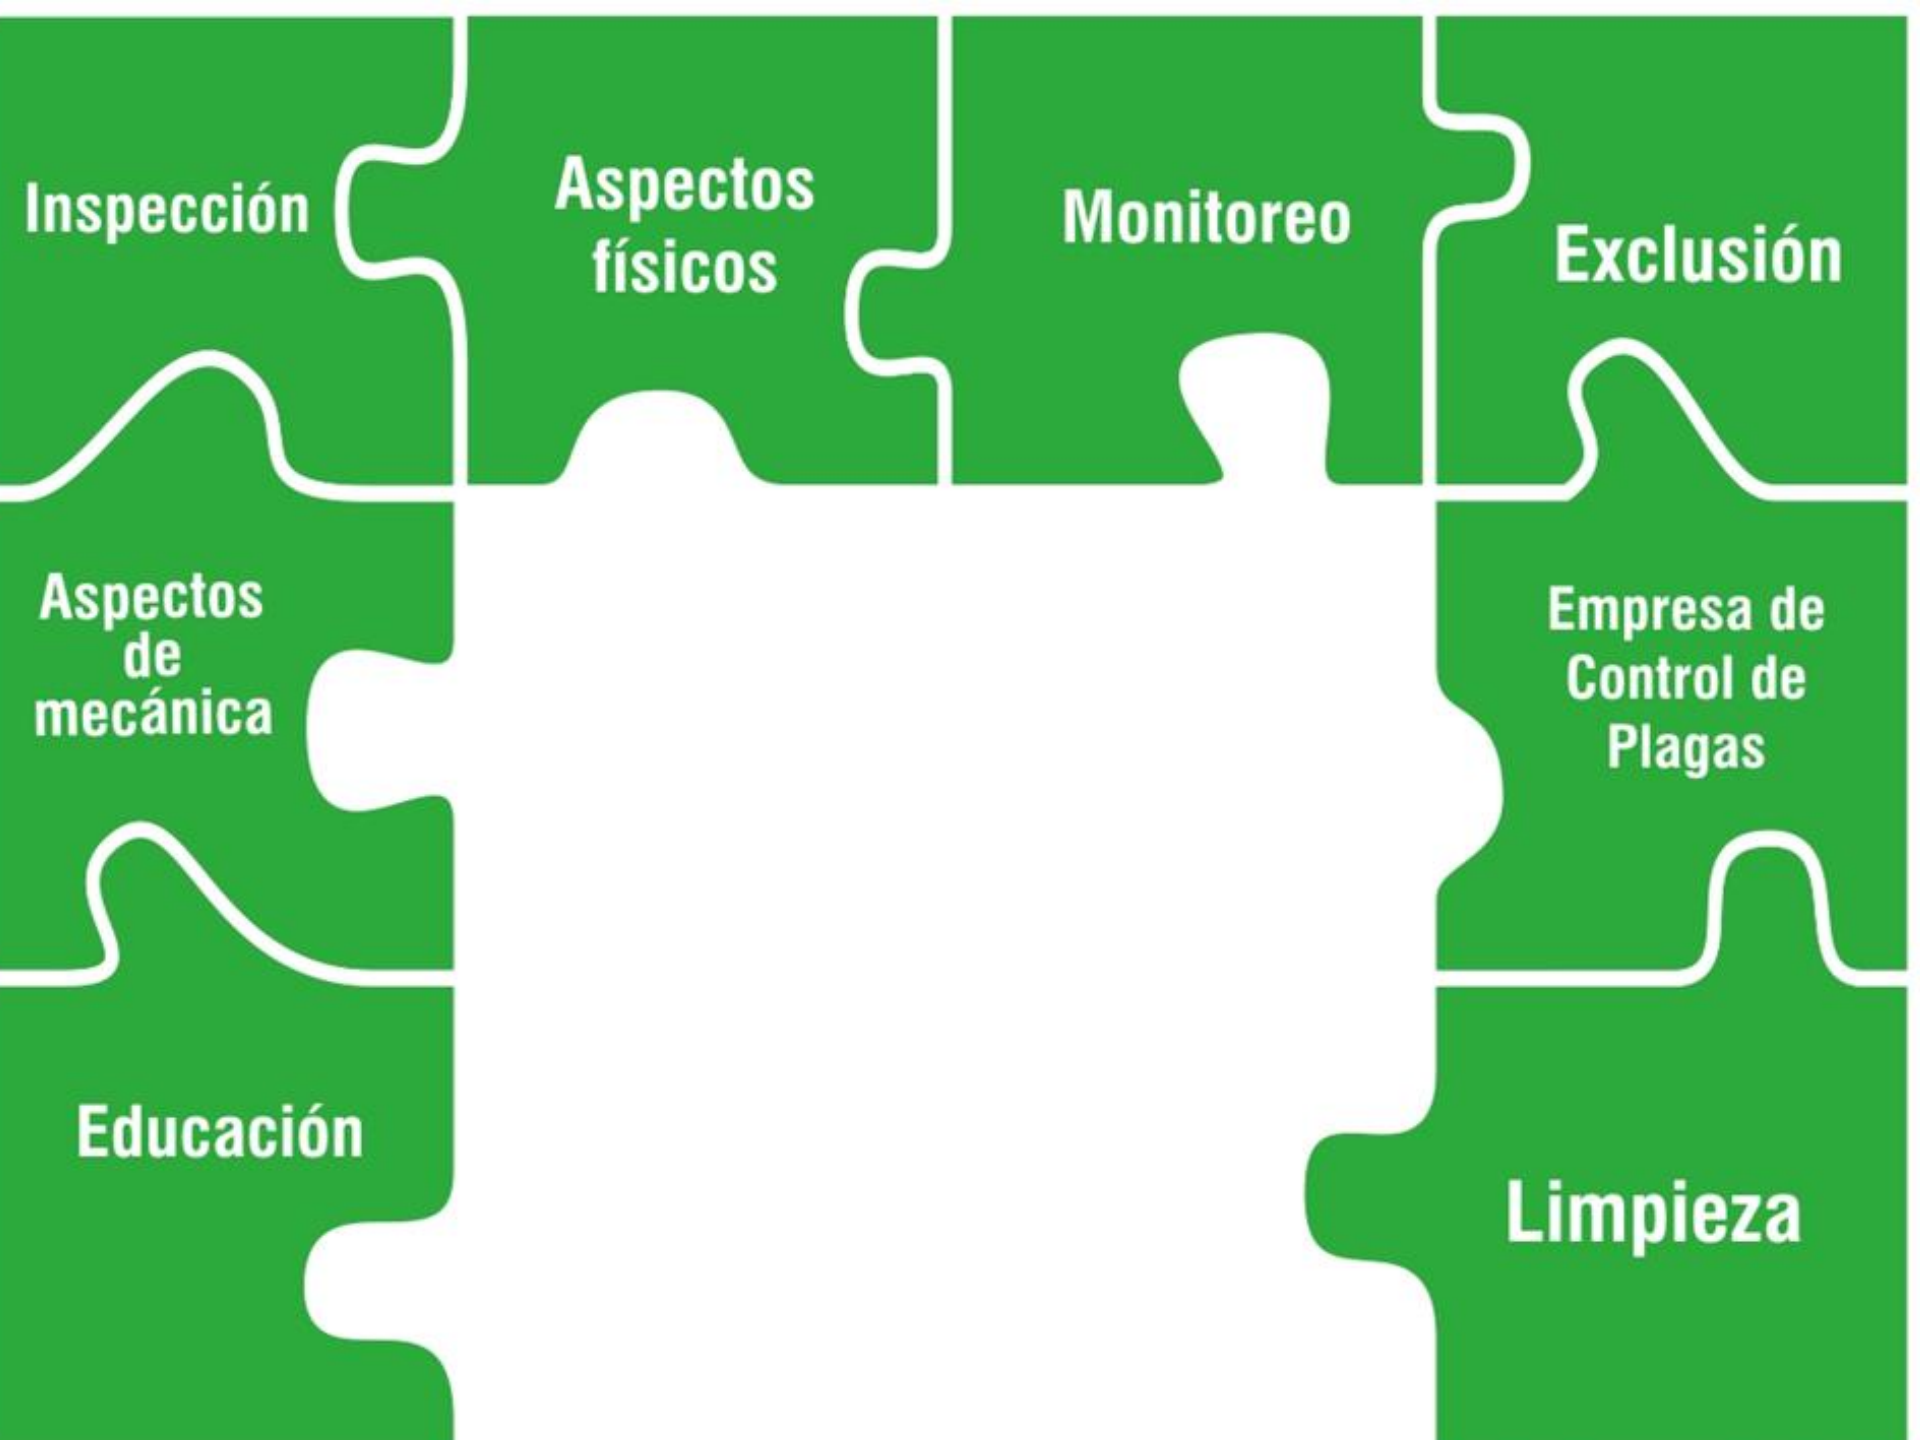 Inspección
Aspectos
físicos
Monitoreo
Exclusión
Aspectos
de
mecánica
Empresa de
Control de
Plagas
Educación
Limpieza